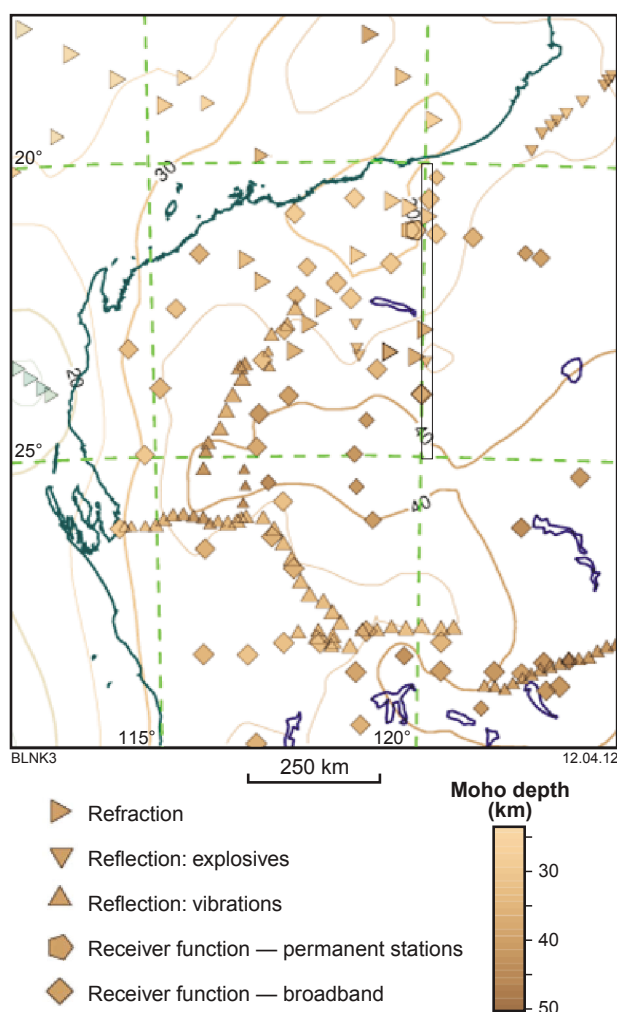 30
20°
30
20
40
25°
40
115°
120°
BLNK3
12.04.12
250 km
Moho depth
(km)
30
40
50
Refraction
Reflection: explosives
Reflection: vibrations
Receiver function — permanent stations
Receiver function — broadband